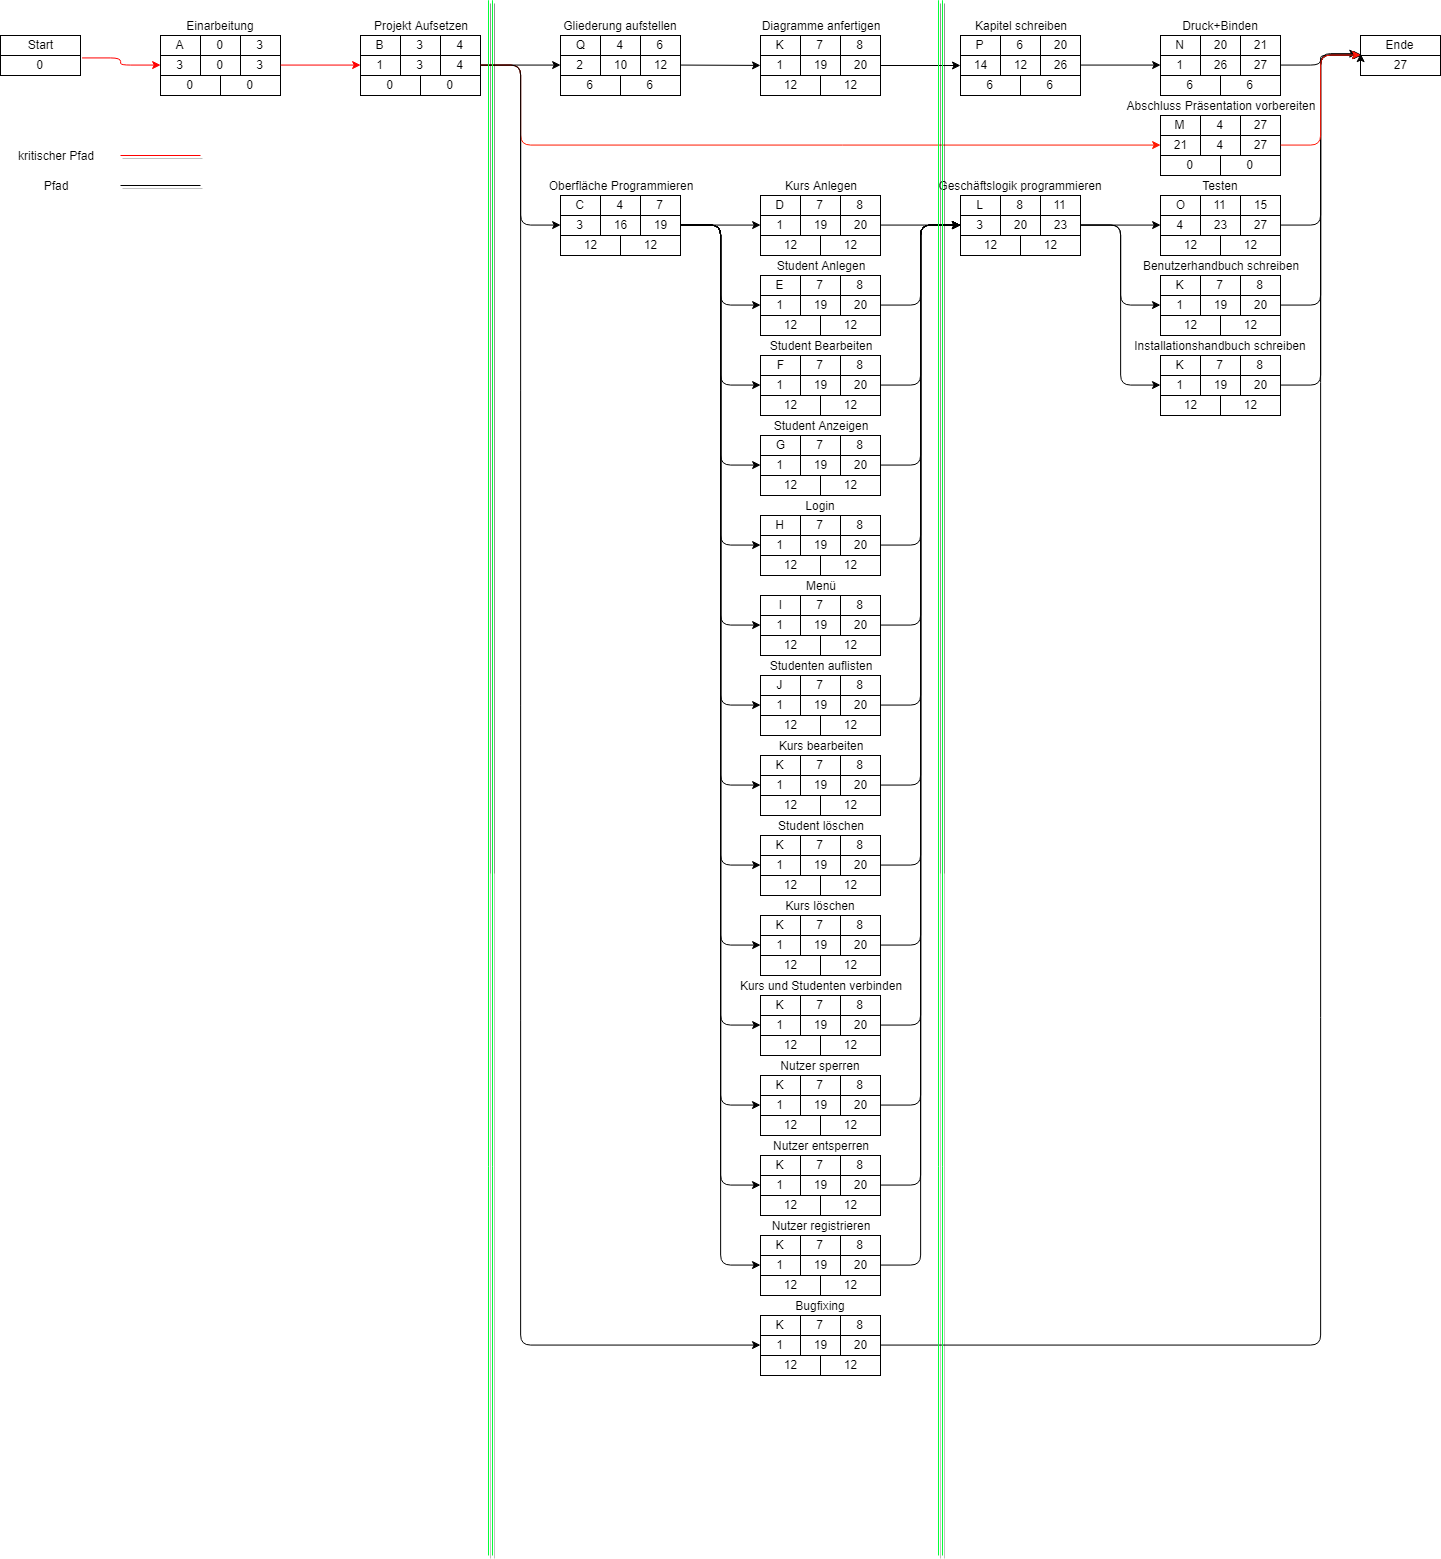 Einarbeitung Projekt Aufsetzen Gliederung aufstellen Diagramme anfertigen Kapitel schreiben Druck+Binden
Start A 0 3 B 3 4 Q 4 6 K 7 8 P 6 20 N 20 21 Ende
0 3 0 3 1 3 4 2 10 12 1 19 20 14 12 26 1 26 27 27
0 0 0 0 6 6 12 12 6 6 6 6
Abschluss Präsentation vorbereiten
M 4 27
21 4 27
0 0
kritischer Pfad
Pfad
Oberfläche Programmieren Kurs Anlegen Geschäftslogik programmieren Testen
C 4 7 D 7 8 L 8 11 O 11 15
3 16 19 1 19 20 3 20 23 4 23 27
12 12 12 12 12 12 12 12
Student Anlegen Benutzerhandbuch schreiben
E 7 8 K 7 8
1 19 20 1 19 20
12 12 12 12
Student Bearbeiten Installationshandbuch schreiben
F 7 8 K 7 8
1 19 20 1 19 20
12 12 12 12
Student Anzeigen
G 7 8
1 19 20
12 12
Login
H 7 8
1 19 20
12 12
Menü
I 7 8
1 19 20
12 12
Studenten auflisten
J 7 8
1 19 20
12 12
Kurs bearbeiten
K 7 8
1 19 20
12 12
Student löschen
K 7 8
1 19 20
12 12
Kurs löschen
K 7 8
1 19 20
12 12
Kurs und Studenten verbinden
K 7 8
1 19 20
12 12
Nutzer sperren
K 7 8
1 19 20
12 12
Nutzer entsperren
K 7 8
1 19 20
12 12
Nutzer registrieren
K 7 8
1 19 20
12 12
Bugfixing
K 7 8
1 19 20
12 12